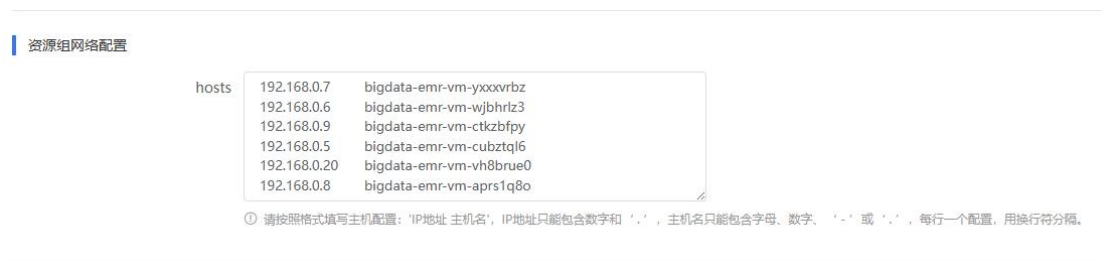 资源组网络配置
hosts
192.168.0.7 bigdata-emr-vm-yxxxvrbz
192.168.0.6 bigdata-emr-vm-wjbhrlz3
192.168.0.9 bigdata-emr-vm-ctkzbfpy
192.168.0.5 bigdata-emr-vm-cubztql6
192.168.0.20 bigdata-emr-vm-vh8brue0
192.168.0.8 bigdata-emr-vm-aprs1q8o
请按照格式填写主机配置：'IP地址 主机名'，IP地址只能包含数字和‘.’，主机名只能包含字母、数字、‘-’或‘.’，每行一个配置，用换行符分隔。